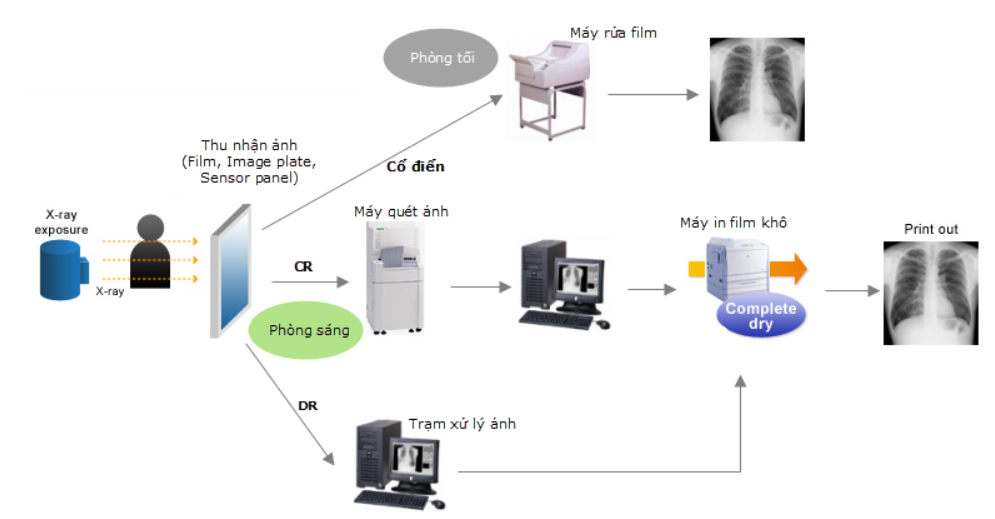 Phòng tối
Máy rửa film
Thu nhận ảnh
(Film, Image plate,
Sensor panel)
Cổ điển
X-ray
exposure
X-ray
Máy quét ảnh
CR
Phòng sáng
Máy in film khô
Complete
dry
Print out
DR
Trạm xử lý ảnh